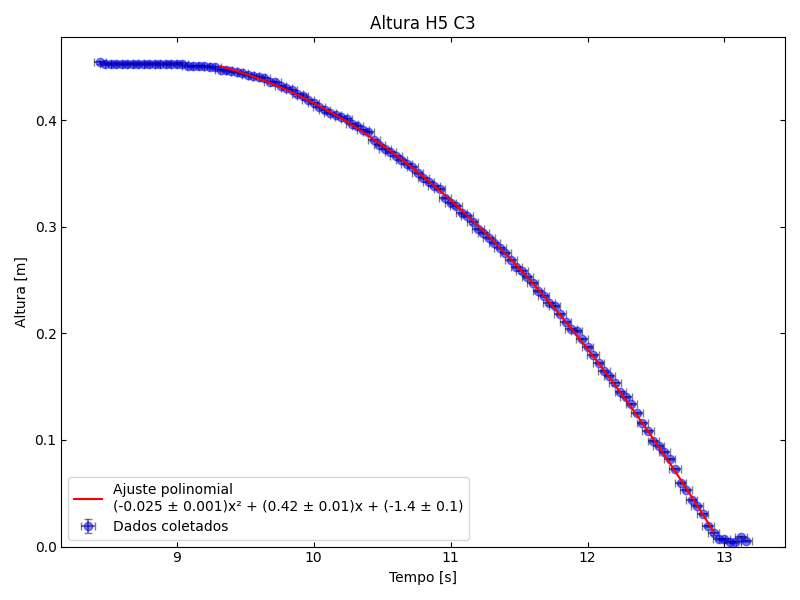 Altura H5 C3
Altura [m]
0.4
0.3
0.2
0.1
0.0
Ajuste polinomial
(-0.025 ± 0.001)x² + (0.42 ± 0.01)x + (-1.4 ± 0.1)
Dados coletados
9 10 11 12 13
Tempo [s]